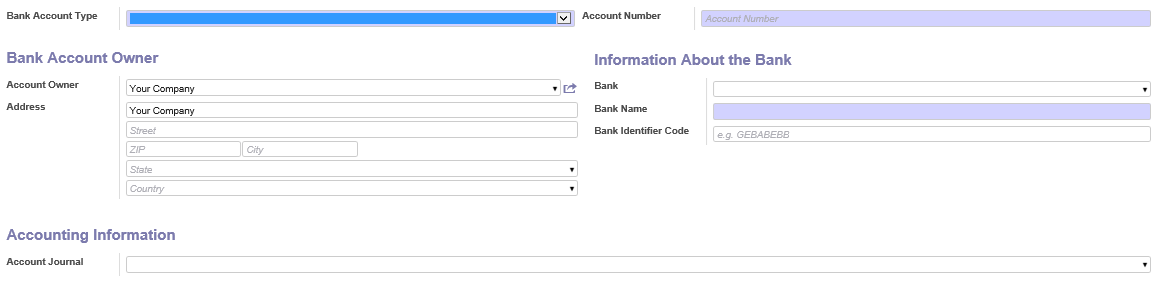 Bank Account Type
Account Number
Account Number
Bank Account Owner
Information About the Bank
Account Owner
Your Company
Bank
Address
Your Company
Bank Name
Street
Bank Identifier Code
e.g. GEBABEBB
ZIP
City
State
Country
Accounting Information
Account Journal